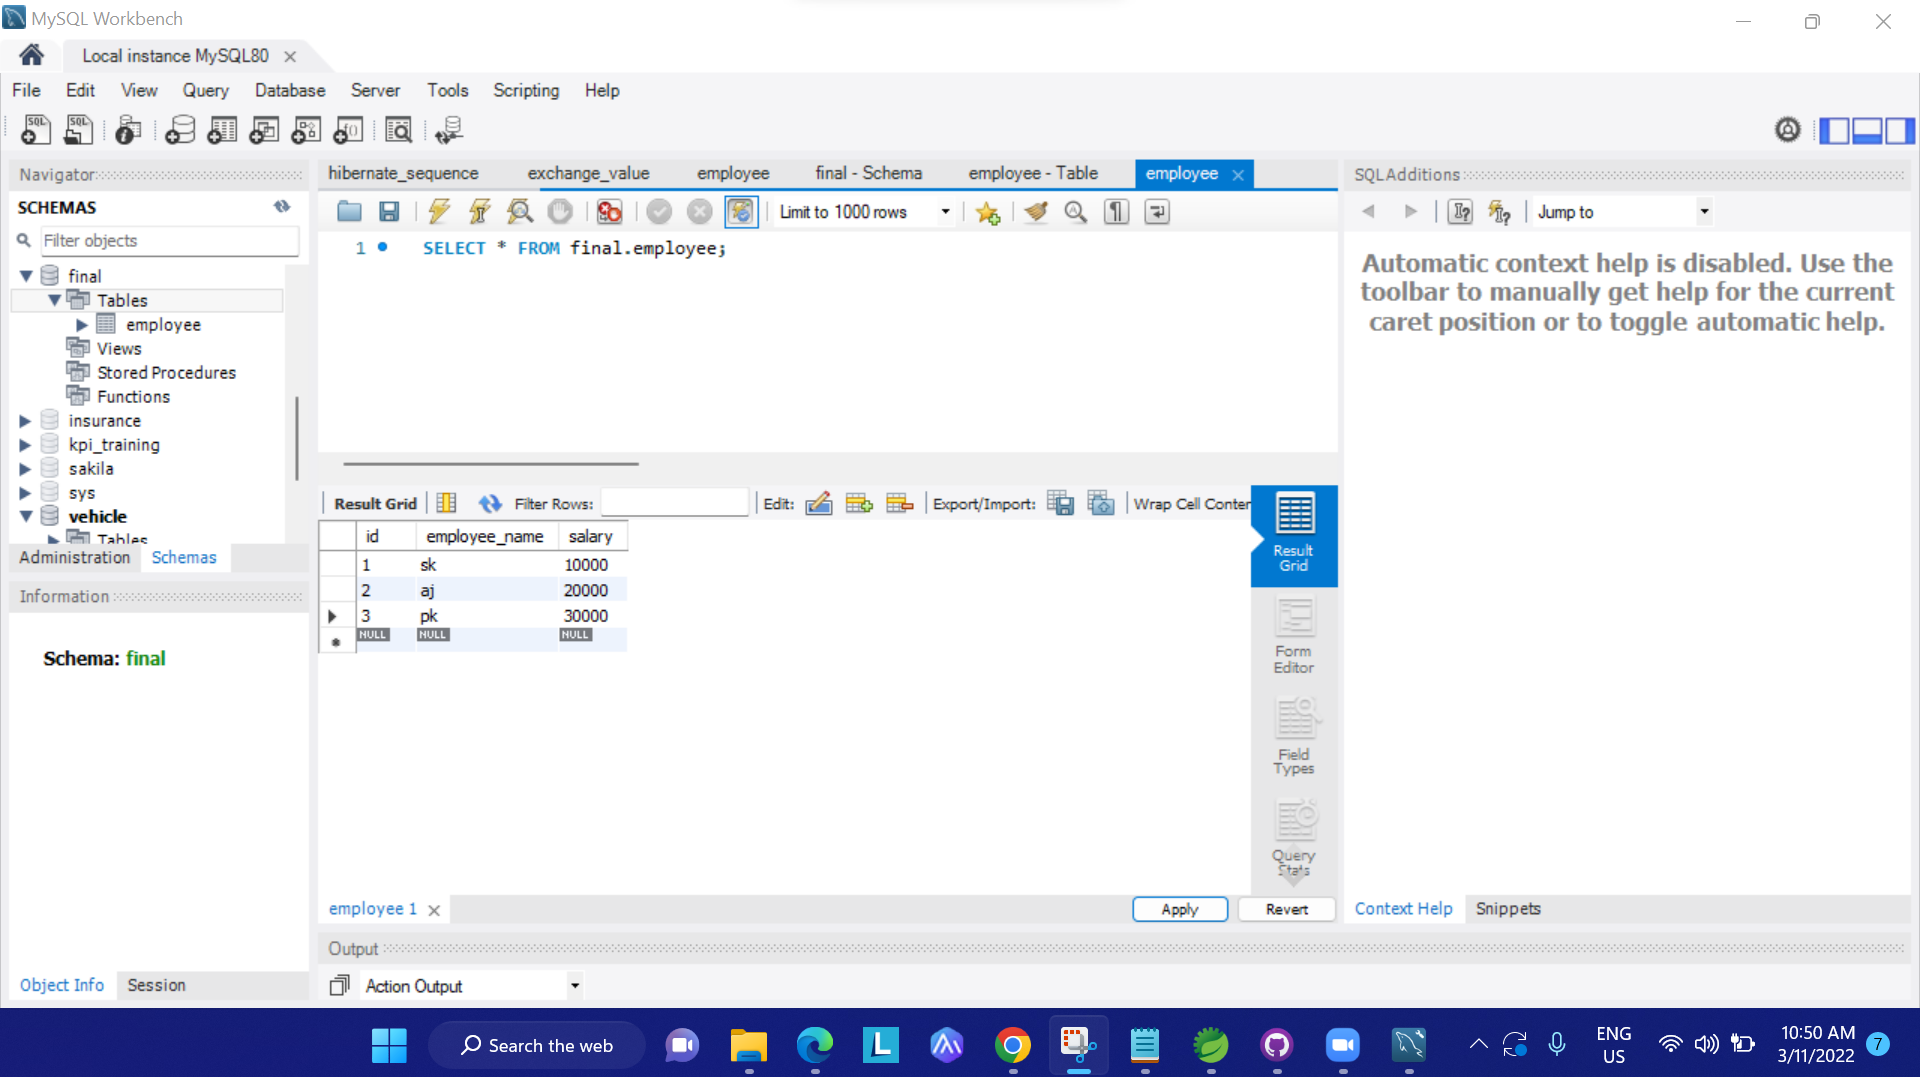 MySQL Workbench
Local instance MySQL80
File Edit View Query Database Server Tools Scripting Help
Navigator
SCHEMAS
Filter objects
final
Tables
employee
Views
Stored Procedures
Functions
insurance
kpi_training
sakila
sys
vehicle
Tables
Administration Schemas
Information
Schema: final
Object Info Session
hibernate_sequence exchange_value employee final - Schema employee - Table employee
Limit to 1000 rows
1 SELECT * FROM final.employee;
Result Grid Filter Rows: Edit: Export/Import: Wrap Cell Conter
id employee_name salary
1 sk 10000
2 aj 20000
3 pk 30000
NULL NULL NULL
Result
Grid
Form
Editor
Field
Types
Query
Stats
employee 1
Apply Revert
Output
Action Output
SQLAdditions
Jump to
Automatic context help is disabled. Use the
toolbar to manually get help for the current
caret position or to toggle automatic help.
Context Help Snippets
Search the web
L
ENG
US
10:50 AM
3/11/2022
7